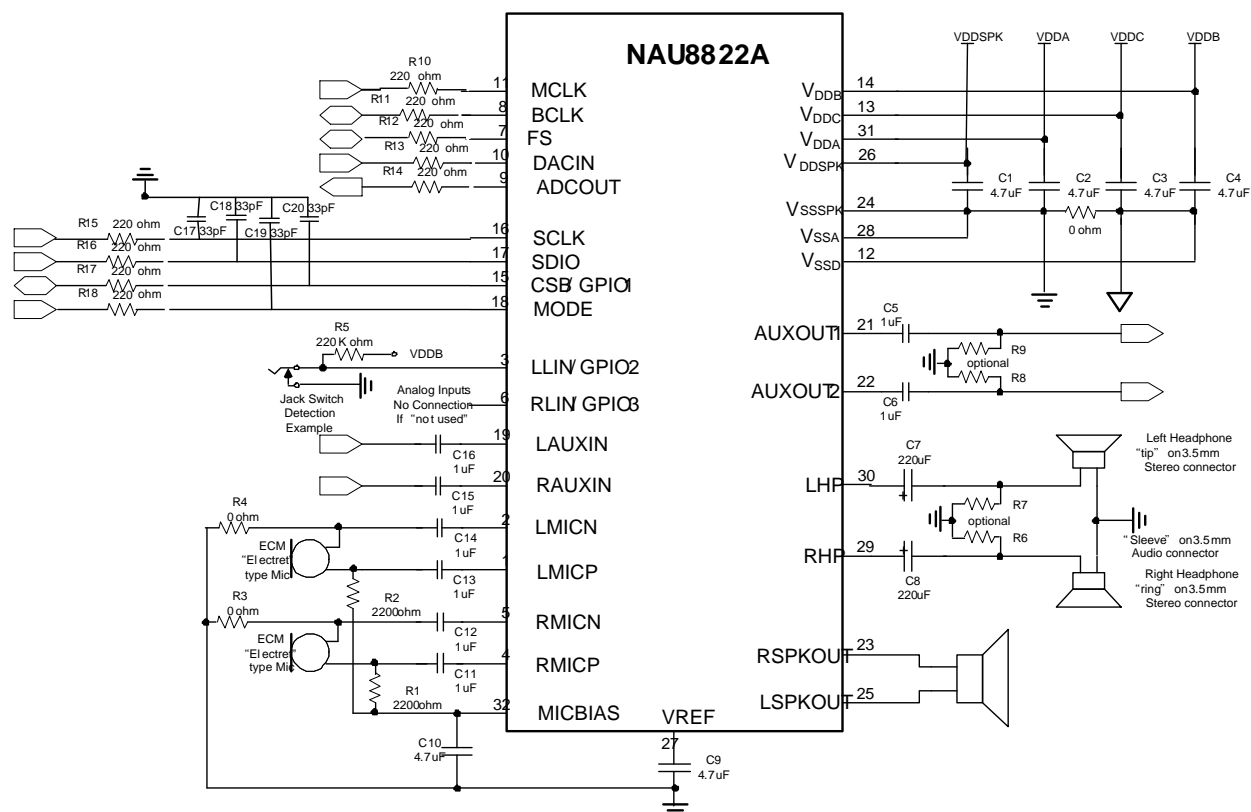 NAU8822A
VDDSPK
VDDA
VDDC
VDDB
R10
220 ohm
11
MCLK
R11
220 ohm
8
BCLK
R12
220 ohm
7
FS
R13
220 ohm
10
DACIN
R14
220 ohm
9
ADCOUT
VDDB
14
VDDC
13
VDDA
31
VDDSPK
26
C1
4.7uF
C2
4.7uF
C3
4.7uF
C4
4.7uF
VSSSPK
24
0 ohm
VSSA
28
VSSD
12
C18 33pF
C20 33pF
C17 33pF
C19 33pF
R15
220 ohm
16
SCLK
R16
220 ohm
17
SDIO
R17
220 ohm
15
CSB/GPIO1
R18
220 ohm
18
MODE
R5
220K ohm
VDDB
3
LLIN/GPIO2
Jack Switch
Detection
Example
Analog Inputs
No Connection
If "not used"
6
RLIN/GPIO3
19
LAUXIN
C16
1uF
20
RAUXIN
C15
1uF
AUXOUT1
21
C5
1uF
R9
optional
R8
AUXOUT2
22
C6
1uF
LHP
30
C7
220uF
+
R7
optional
R6
RHP
29
+
C8
220uF
Left Headphone
"tip" on 3.5mm
Stereo connector
"Sleeve" on 3.5mm
Audio connector
Right Headphone
"ring" on 3.5mm
Stereo connector
R4
0 ohm
2
LMICN
C14
1uF
ECM
"Electret"
type Mic
1
LMICP
C13
1uF
R3
0 ohm
R2
2200ohm
5
RMICN
C12
1uF
ECM
"Electret"
type Mic
4
RMICP
C11
1uF
R1
2200ohm
32
MICBIAS
C10
4.7uF
VREF
27
C9
4.7uF
RSPKOUT
23
LSPKOUT
25